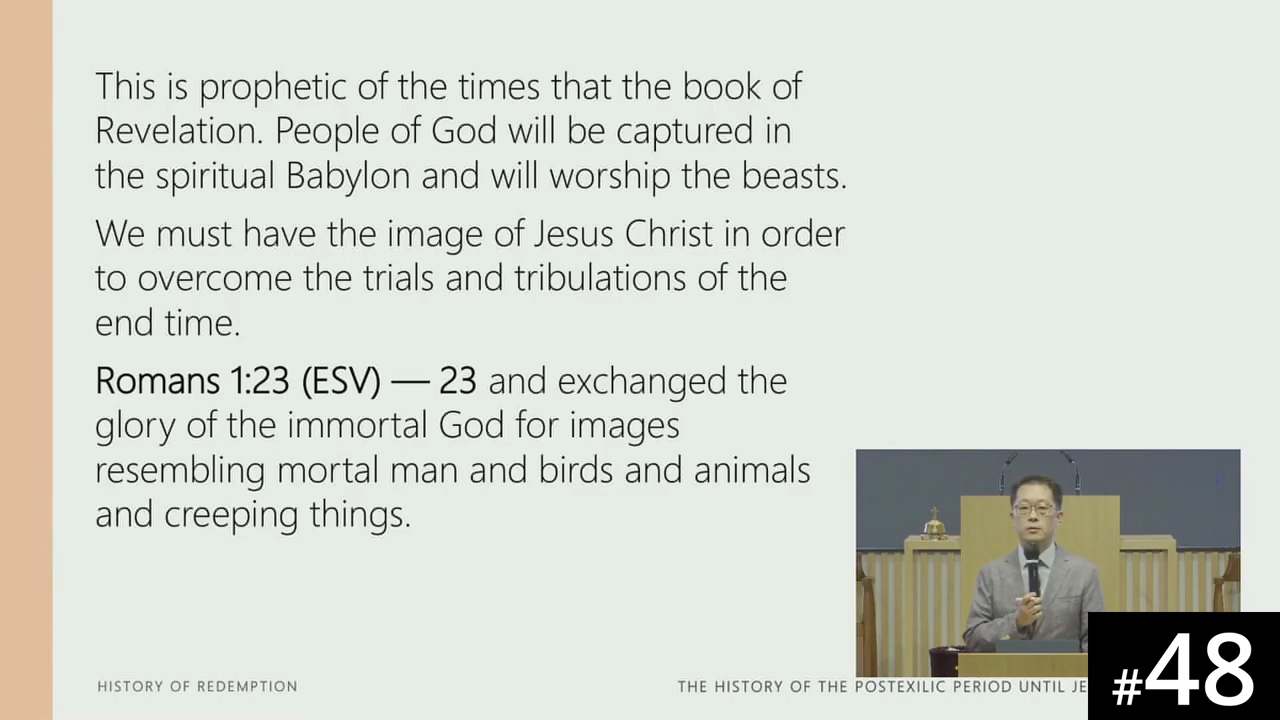 This is prophetic of the times that the book of
Revelation. People of God will be captured in
the spiritual Babylon and will worship the beasts.
We must have the image of Jesus Christ in order
to overcome the trials and tribulations of the
end time.
Romans 1:23 (ESV) — 23 and exchanged the
glory of the immortal God for images
resembling mortal man and birds and animals
and creeping things.
HISTORY OF REDEMPTION
THE HISTORY OF THE POSTEXILIC PERIOD UNTIL JE
#48